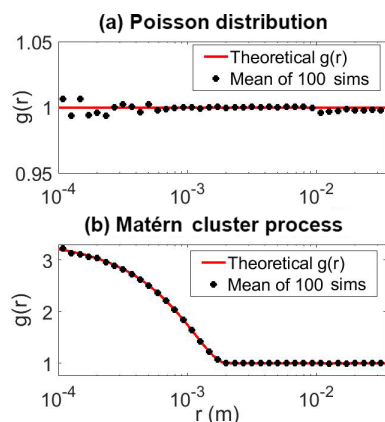 (a) Poisson distribution
1.05
1
0.95
g(r)
Theoretical g(r)
Mean of 100 sims
10^-4
10^-3
10^-2
(b) Matérn cluster process
3
2
1
g(r)
Theoretical g(r)
Mean of 100 sims
10^-4
10^-3
10^-2
r (m)